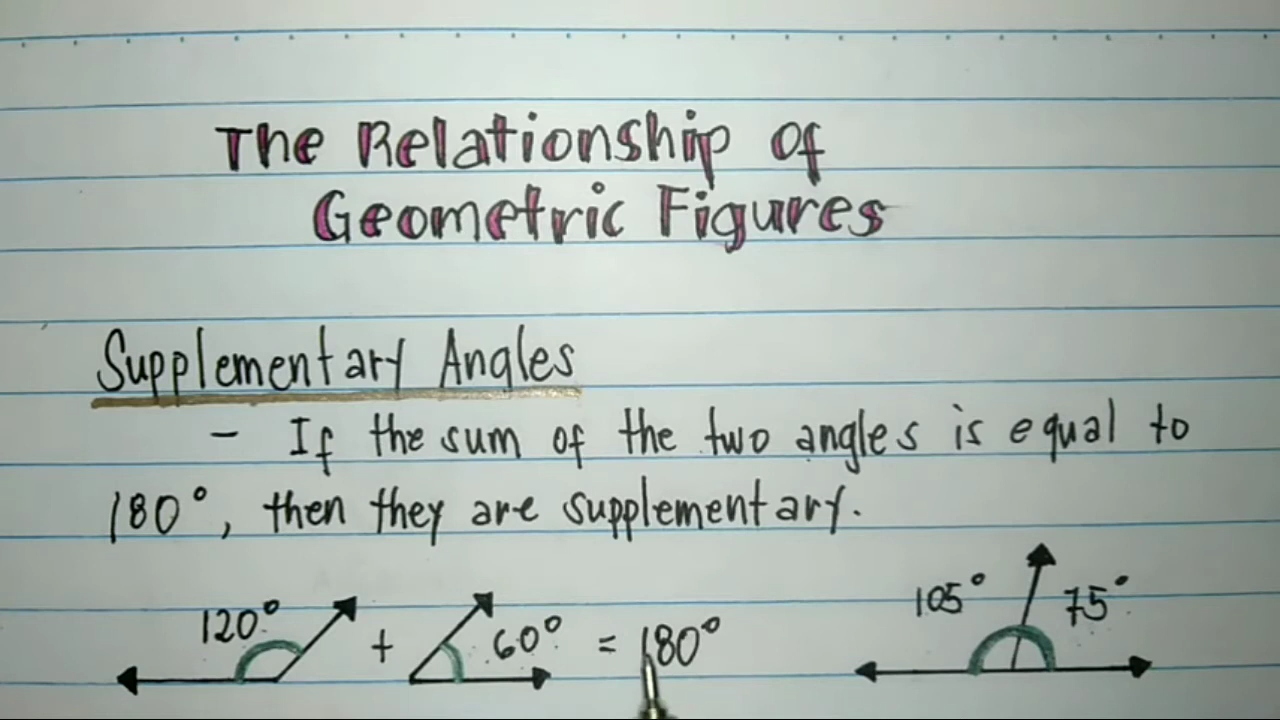 The Relationship of
Geometric Figures
Supplementary Angles
- If the sum of the two angles is equal to
180°, then they are supplementary.
120° + 60° = 180°
105° 75°